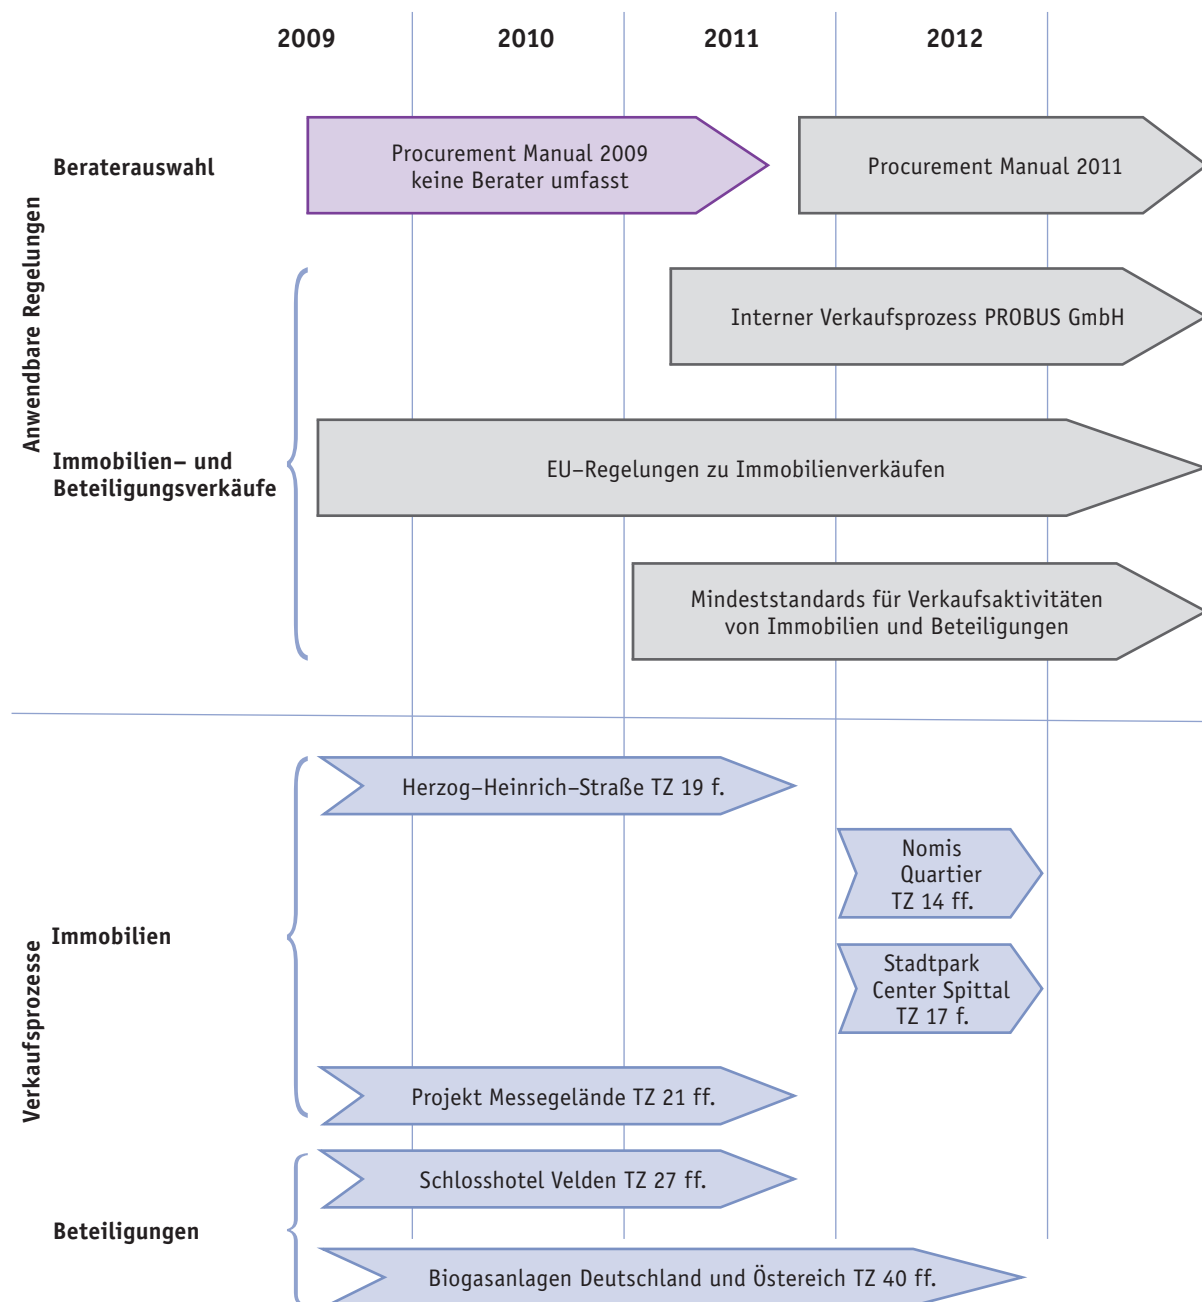 2009
2010
2011
2012
Anwendbare Regelungen
Beraterauswahl
Procurement Manual 2009
keine Berater umfasst
Procurement Manual 2011
Interner Verkaufsprozess PROBUS GmbH
Immobilien– und
Beteiligungsverkäufe
EU–Regelungen zu Immobilienverkäufen
Mindeststandards für Verkaufsaktivitäten
von Immobilien und Beteiligungen
Verkaufsprozesse
Immobilien
Herzog–Heinrich–Straße TZ 19 f.
Nomis
Quartier
TZ 14 ff.
Stadtpark
Center Spittal
TZ 17 f.
Projekt Messegelände TZ 21 ff.
Beteiligungen
Schlosshotel Velden TZ 27 ff.
Biogasanlagen Deutschland und Östereich TZ 40 ff.